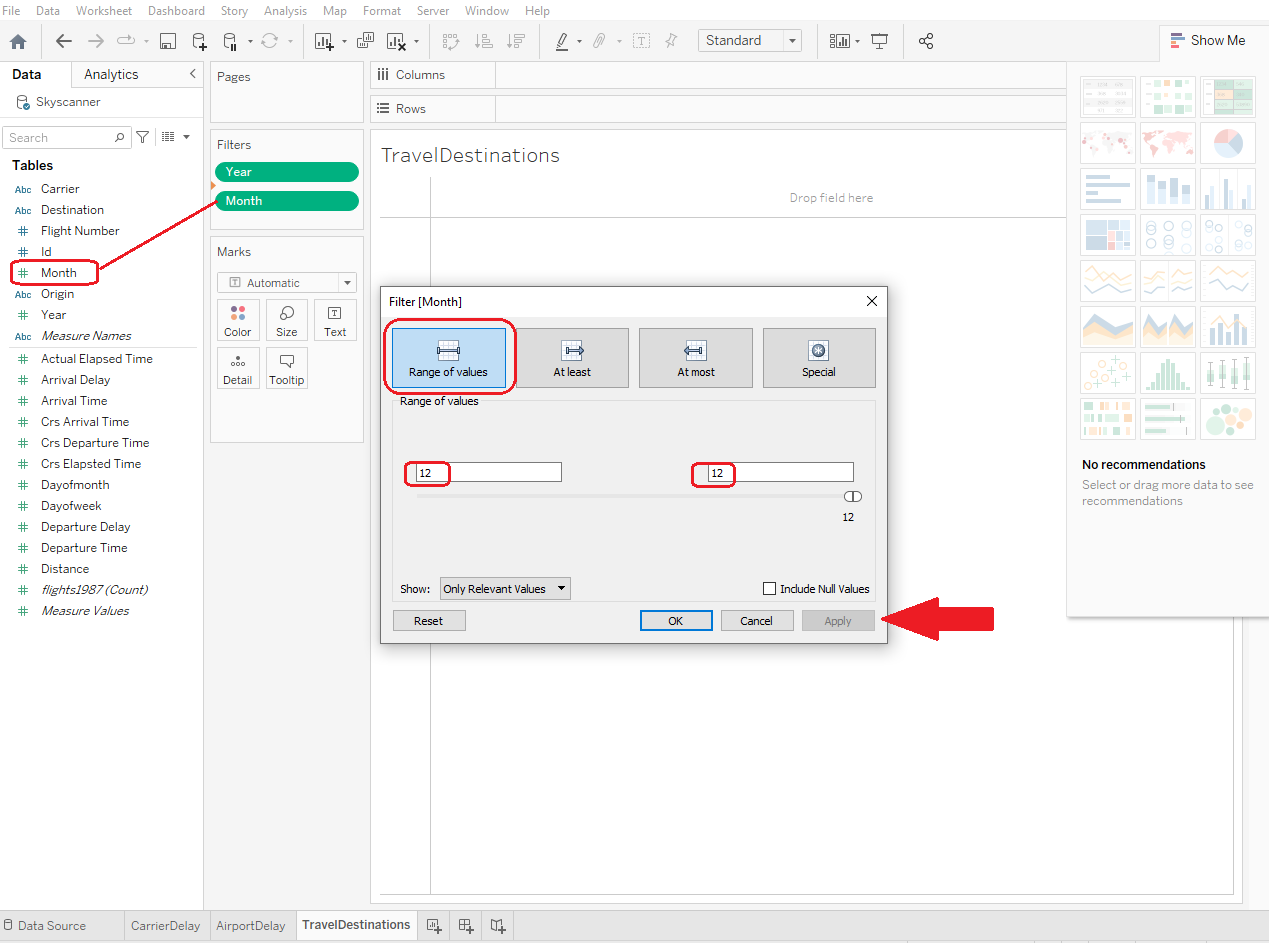 File Data Worksheet Dashboard Story Analysis Map Format Server Window Help
Standard
Show Me
Data Analytics
Skyscanner
Search
Tables
Abc Carrier
Abc Destination
# Flight Number
# Id
# Month
Abc Origin
# Year
Abc Measure Names
# Actual Elapsed Time
# Arrival Delay
# Arrival Time
# Crs Arrival Time
# Crs Departure Time
# Crs Elapsted Time
# Dayofmonth
# Dayofweek
# Departure Delay
# Departure Time
# Distance
# flights1987 (Count)
# Measure Values
Pages
Filters
Year
Month
Marks
T Automatic
Color Size Text
Detail Tooltip
Columns
Rows
TravelDestinations
Drop field here
Filter [Month]
Range of values At least At most Special
Range of values
12 12
12
Show: Only Relevant Values Include Null Values
Reset OK Cancel Apply
No recommendations
Select or drag more data to see
recommendations
Data Source CarrierDelay AirportDelay TravelDestinations